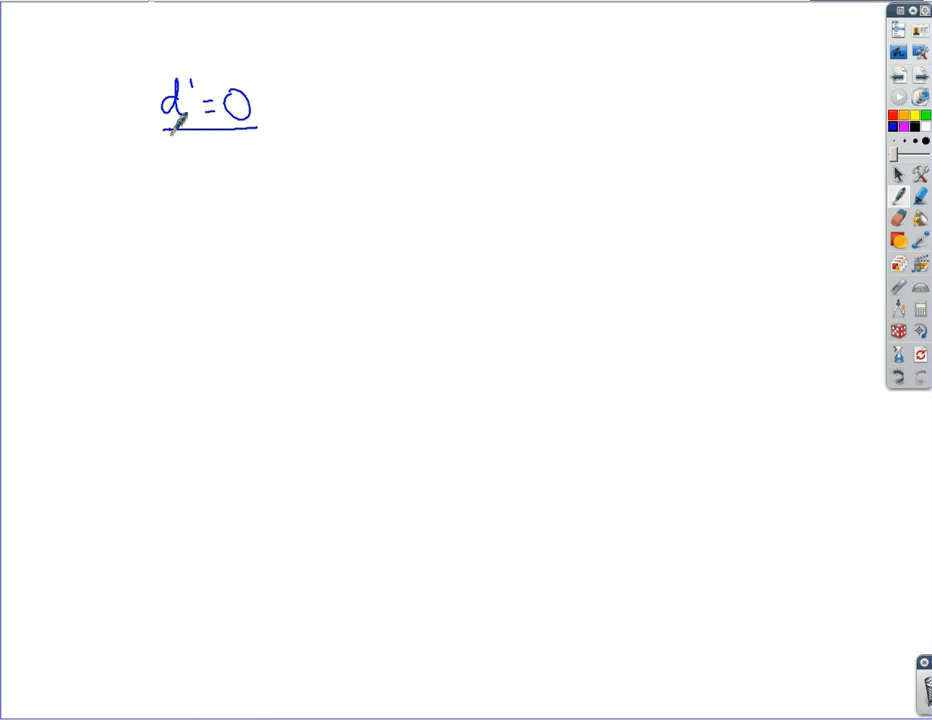 d' = 0